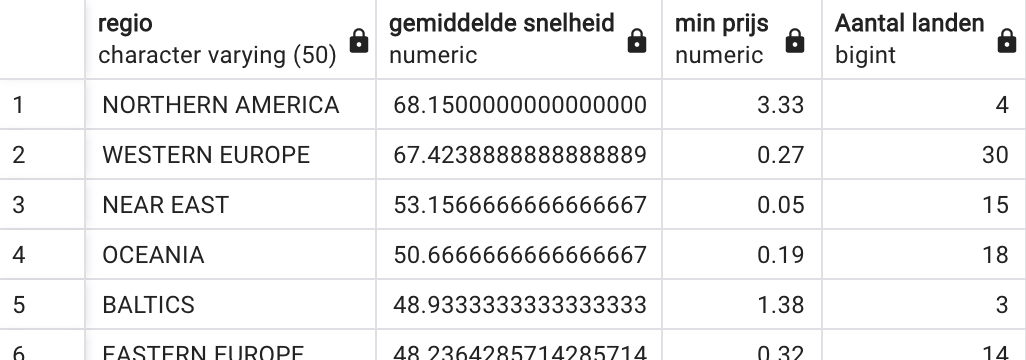 regio gemiddelde snelheid min prijs Aantal landen
character varying (50) numeric numeric bigint
1 NORTHERN AMERICA 68.1500000000000000 3.33 4
2 WESTERN EUROPE 67.4238888888888889 0.27 30
3 NEAR EAST 53.1566666666666667 0.05 15
4 OCEANIA 50.6666666666666667 0.19 18
5 BALTICS 48.9333333333333333 1.38 3
6 EASTERN EUROPE 48.2364285714285714 0.32 14